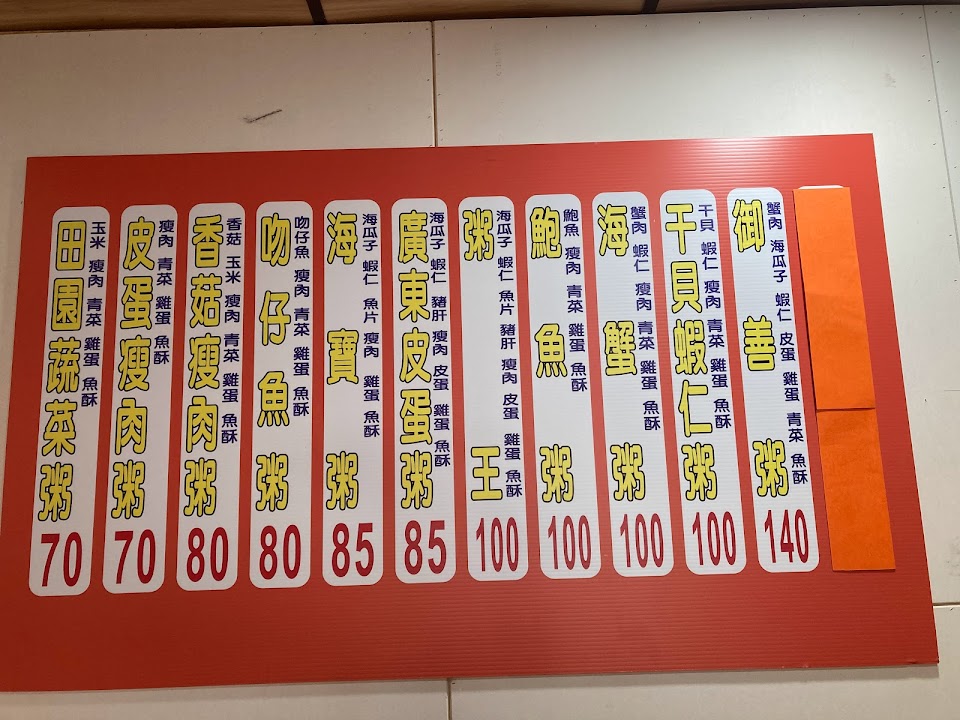 田園蔬菜粥
玉米 瘦肉 青菜 雞蛋 魚酥
70
皮蛋瘦肉粥
瘦肉 青菜 雞蛋 魚酥
70
香菇瘦肉粥
香菇 玉米 瘦肉 青菜 雞蛋 魚酥
80
吻仔魚粥
吻仔魚 瘦肉 青菜 雞蛋 魚酥
80
海寶粥
海瓜子 蝦仁 魚片 瘦肉 雞蛋 魚酥
85
廣東皮蛋粥
海瓜子 蝦仁 豬肝 瘦肉 皮蛋 雞蛋 魚酥
85
粥王
海瓜子 蝦仁 魚片 豬肝 瘦肉 皮蛋 雞蛋 魚酥
100
鮑魚粥
鮑魚 瘦肉 青菜 雞蛋 魚酥
100
海蟹粥
蟹肉 蝦仁 瘦肉 青菜 雞蛋 魚酥
100
干貝蝦仁粥
干貝 蝦仁 瘦肉 青菜 雞蛋 魚酥
100
御善粥
蟹肉 海瓜子 蝦仁 皮蛋 雞蛋 青菜 魚酥
140